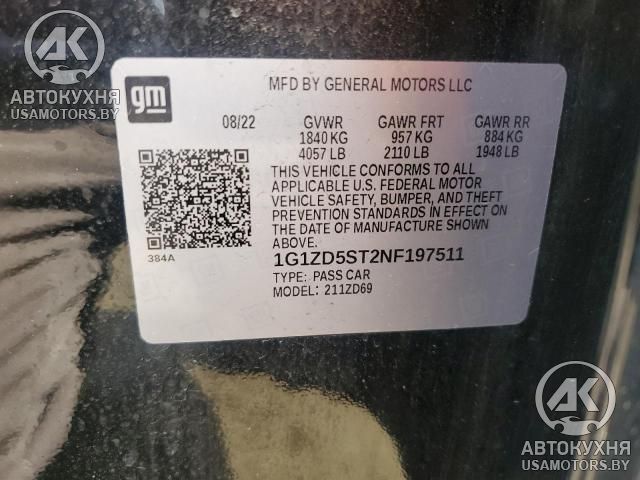 АК
АВТОКУХНЯ
USAMOTORS.BY
gm
MFD BY GENERAL MOTORS LLC
08/22 GVWR GAWR FRT GAWR RR
1840 KG 957 KG 884 KG
4057 LB 2110 LB 1948 LB
THIS VEHICLE CONFORMS TO ALL
APPLICABLE U.S. FEDERAL MOTOR
VEHICLE SAFETY, BUMPER, AND THEFT
PREVENTION STANDARDS IN EFFECT ON
THE DATE OF MANUFACTURE SHOWN
ABOVE.
384A
1G1ZD5ST2NF197511
TYPE: PASS CAR
MODEL: 211ZD69
АК
АВТОКУХНЯ
USAMOTORS.BY